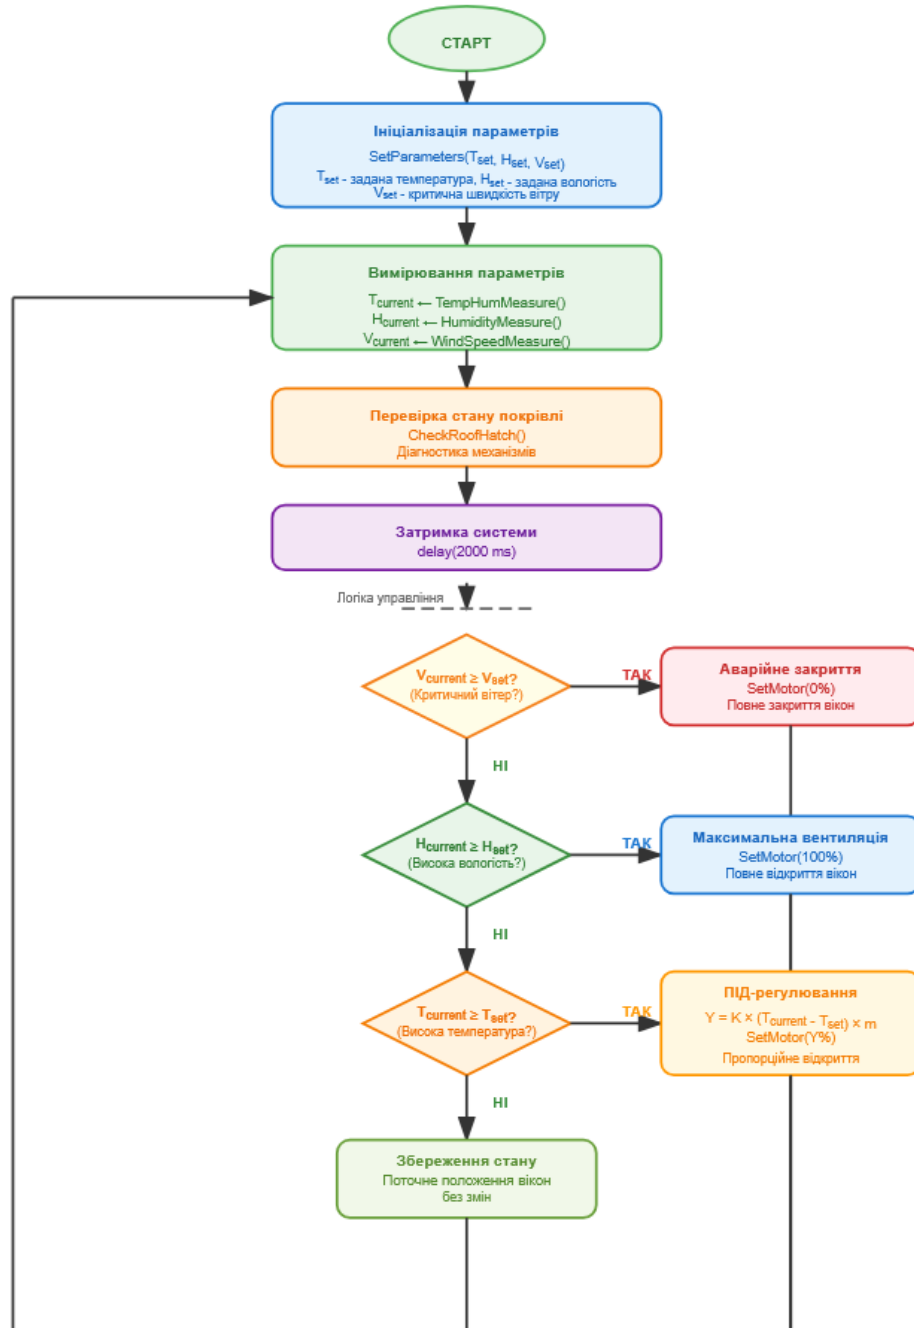 СТАРТ
Ініціалізація параметрів
SetParameters(Tset, Hset, Vset)
Tset - задана температура, Hset - задана вологість
Vset - критична швидкість вітру
Вимірювання параметрів
Tcurrent ← TempHumMeasure()
Hcurrent ← HumidityMeasure()
Vcurrent ← WindSpeedMeasure()
Перевірка стану покрівлі
CheckRoofHatch()
Діагностика механізмів
Затримка системи
delay(2000 ms)
Логіка управління
Vcurrent ≥ Vset?
(Критичний вітер?)
ТАК
Аварійне закриття
SetMotor(0%)
Повне закриття вікон
НІ
Hcurrent ≥ Hset?
(Висока вологість?)
ТАК
Максимальна вентиляція
SetMotor(100%)
Повне відкриття вікон
НІ
Tcurrent ≥ Tset?
(Висока температура?)
ТАК
ПІД-регулювання
Y = K × (Tcurrent - Tset) × m
SetMotor(Y%)
Пропорційне відкриття
НІ
Збереження стану
Поточне положення вікон
без змін